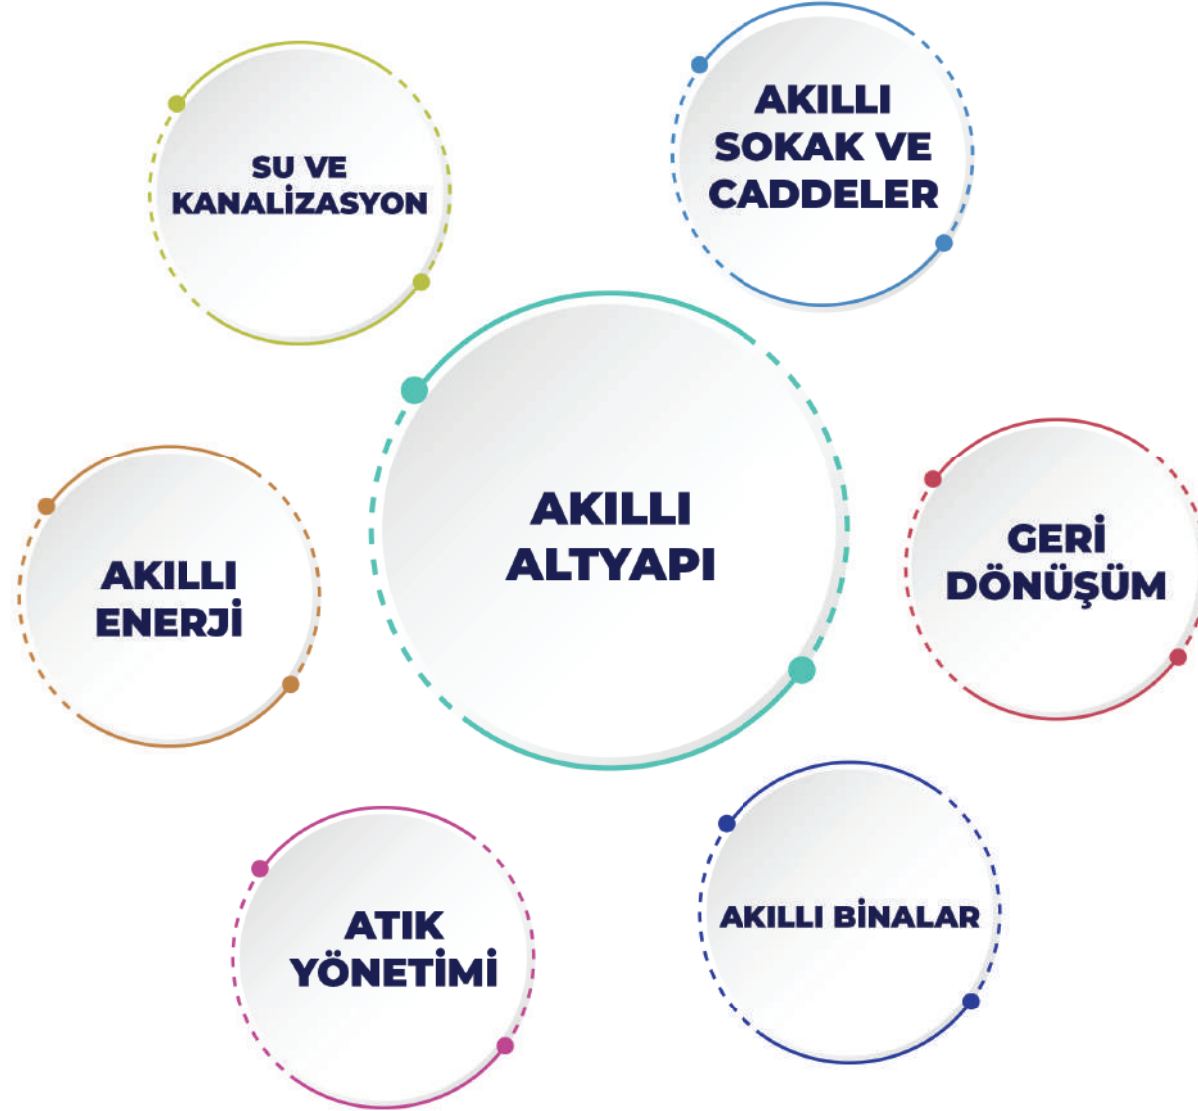 SU VE
KANALİZASYON
AKILLI
SOKAK VE
CADDELER
AKILLI
ALTYAPI
GERİ
DÖNÜŞÜM
AKILLI
ENERJİ
ATIK
YÖNETİMİ
AKILLI BİNALAR